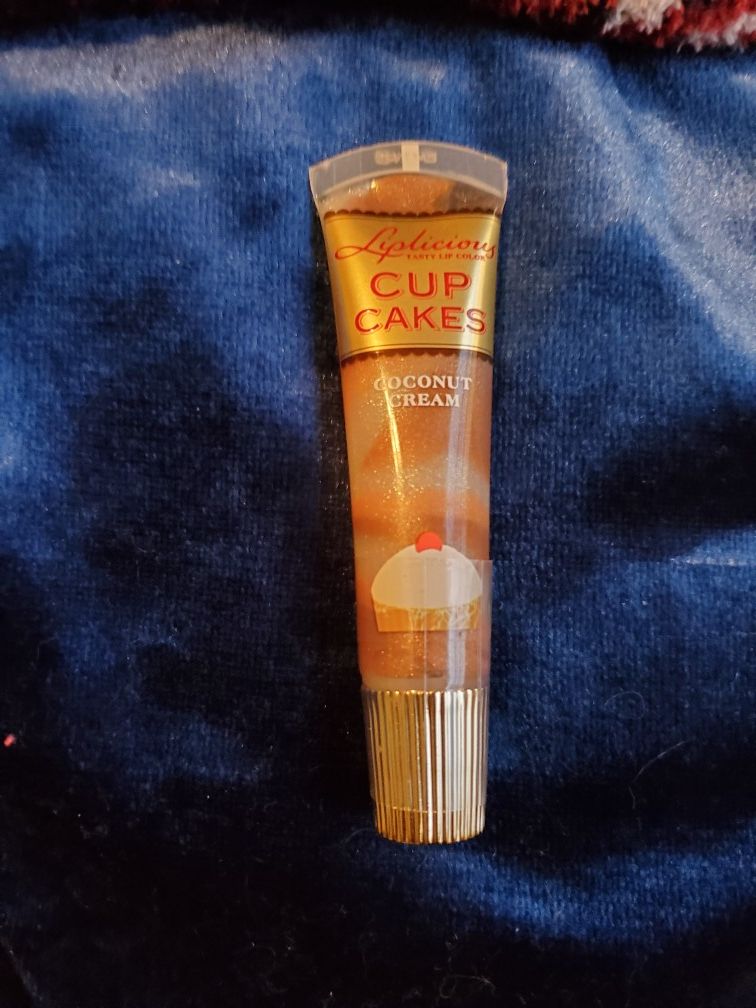 Liplicious
TASTY LIP COLOR
CUP
CAKES
COCONUT
CREAM